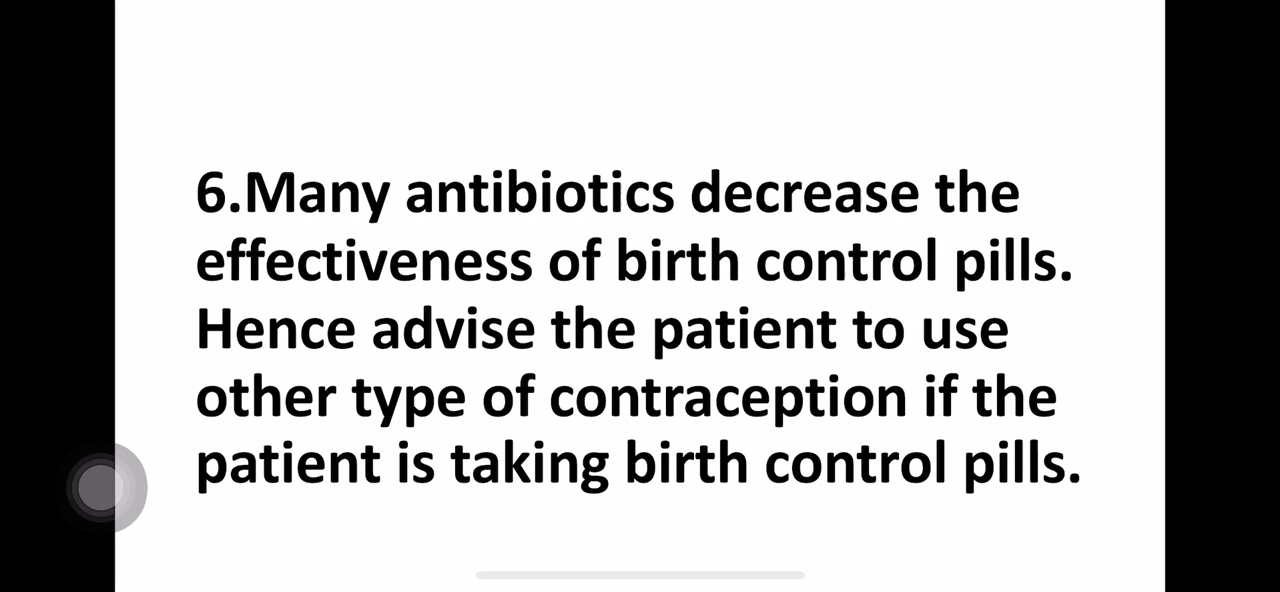 6.Many antibiotics decrease the
effectiveness of birth control pills.
Hence advise the patient to use
other type of contraception if the
patient is taking birth control pills.